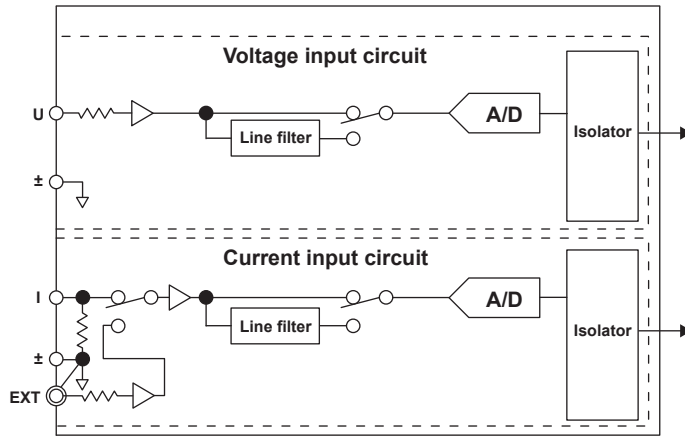 Voltage input circuit
U
Line filter
A/D
Isolator
±
Current input circuit
I
Line filter
A/D
Isolator
±
EXT